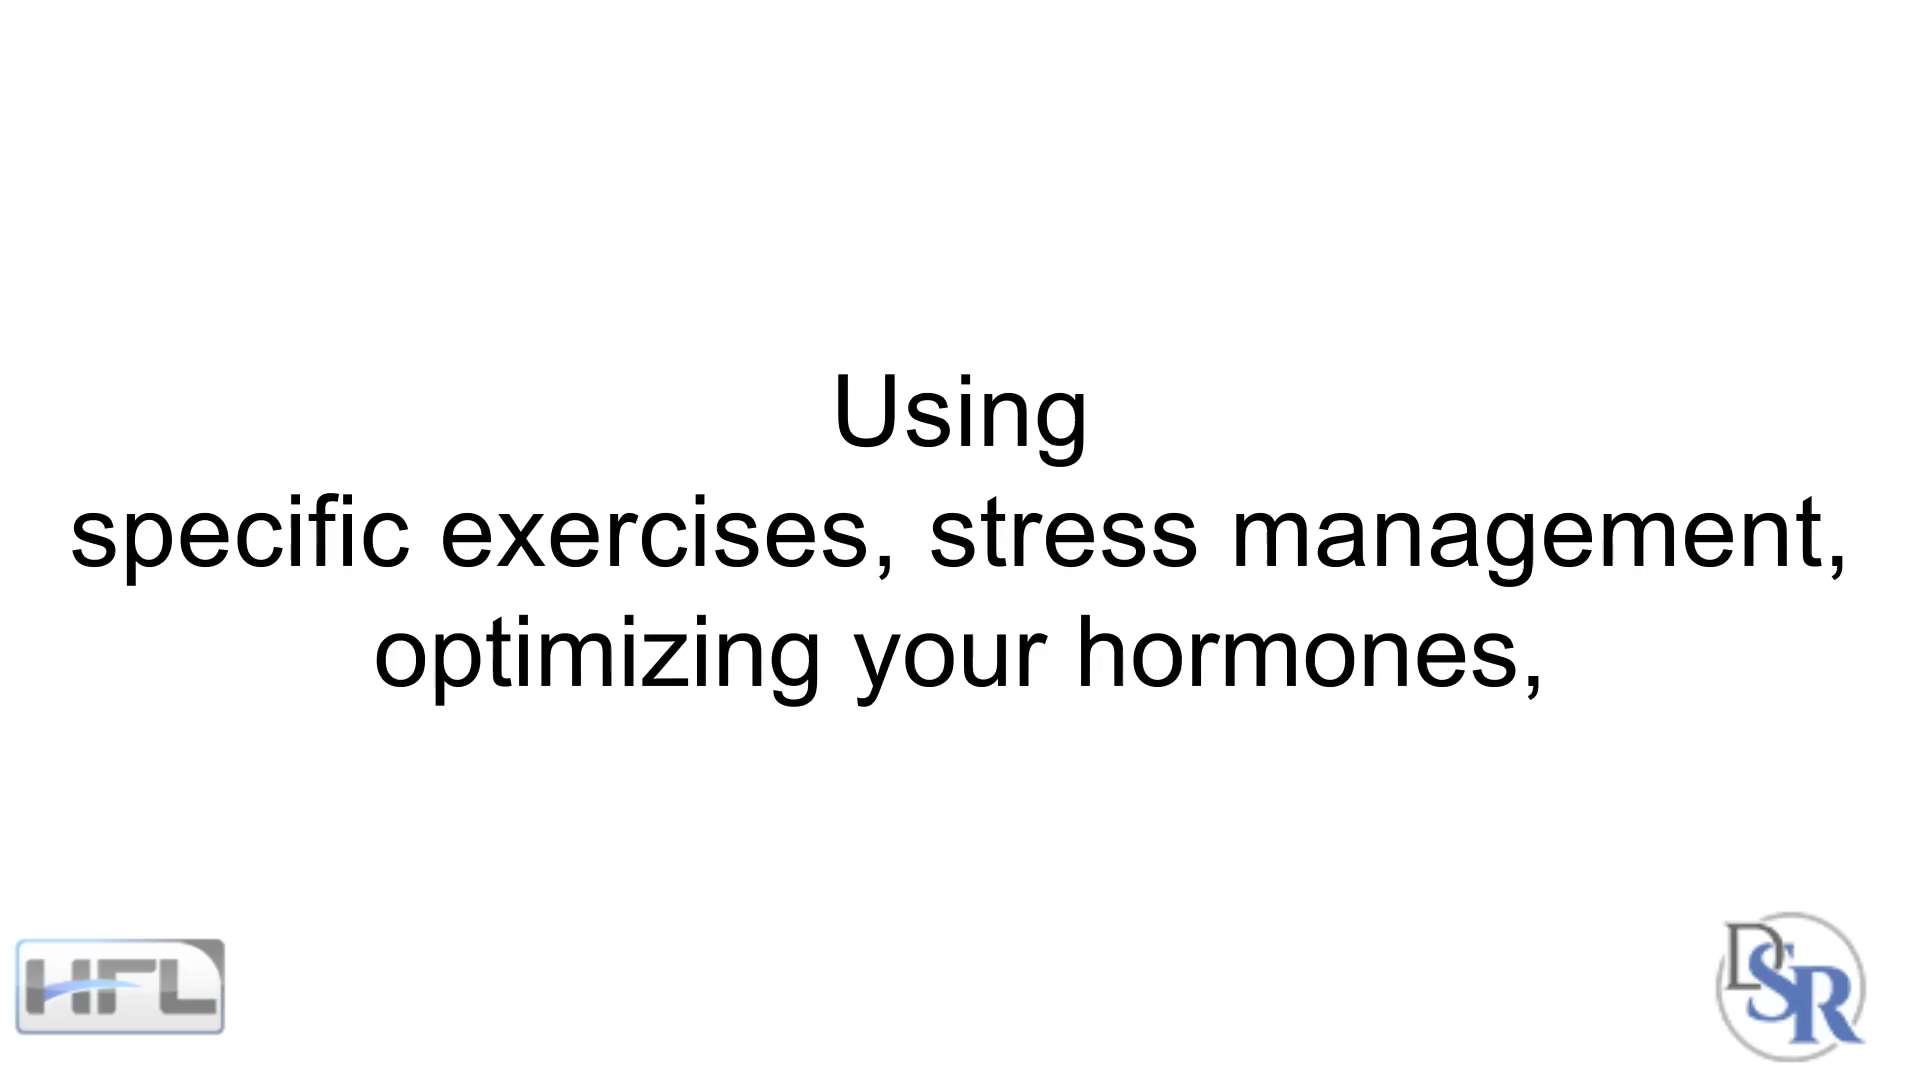 Using
specific exercises, stress management,
optimizing your hormones,
HFL
DSR